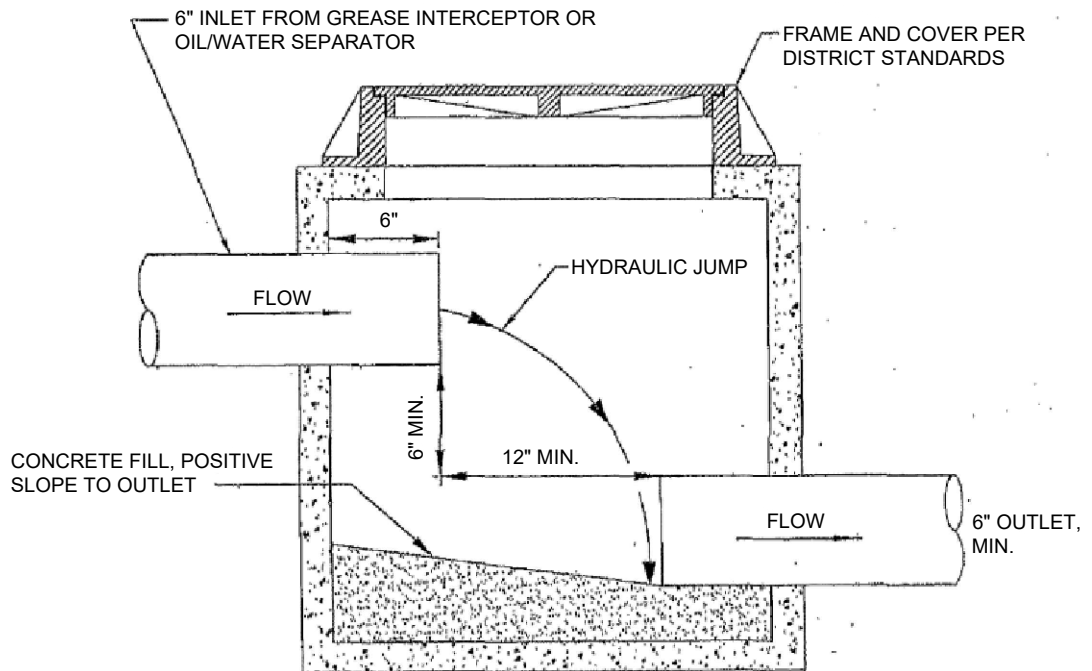 6" INLET FROM GREASE INTERCEPTOR OR
OIL/WATER SEPARATOR
FRAME AND COVER PER
DISTRICT STANDARDS
6"
HYDRAULIC JUMP
FLOW
6" MIN.
12" MIN.
CONCRETE FILL, POSITIVE
SLOPE TO OUTLET
FLOW
6" OUTLET,
MIN.